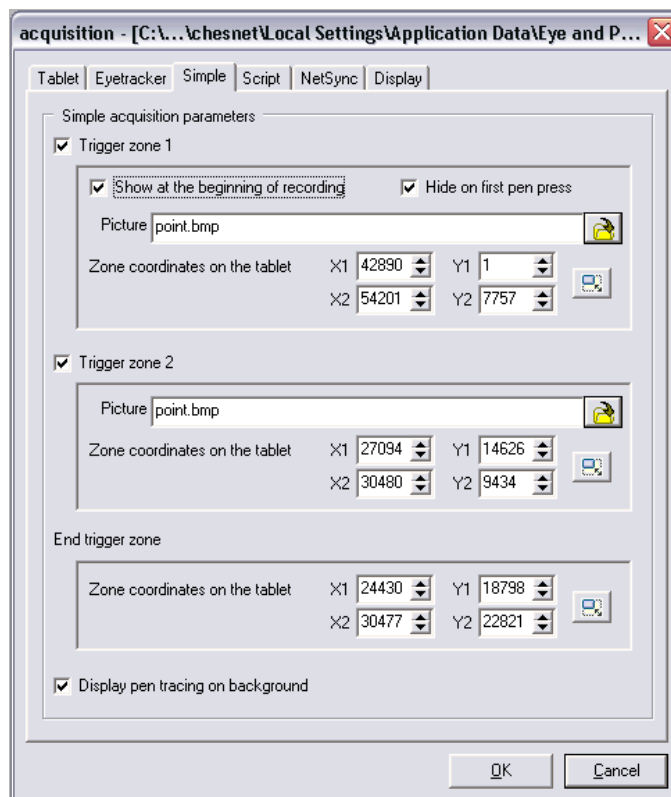 acquisition - [C:\...\chesnet\Local Settings\Application Data\Eye and P...
Tablet Eyetracker Simple Script NetSync Display
Simple acquisition parameters
Trigger zone 1
Show at the beginning of recording Hide on first pen press
Picture point.bmp
Zone coordinates on the tablet X1 42890 Y1 1
X2 54201 Y2 7757
Trigger zone 2
Picture point.bmp
Zone coordinates on the tablet X1 27094 Y1 14626
X2 30480 Y2 9434
End trigger zone
Zone coordinates on the tablet X1 24430 Y1 18798
X2 30477 Y2 22821
Display pen tracing on background
OK Cancel